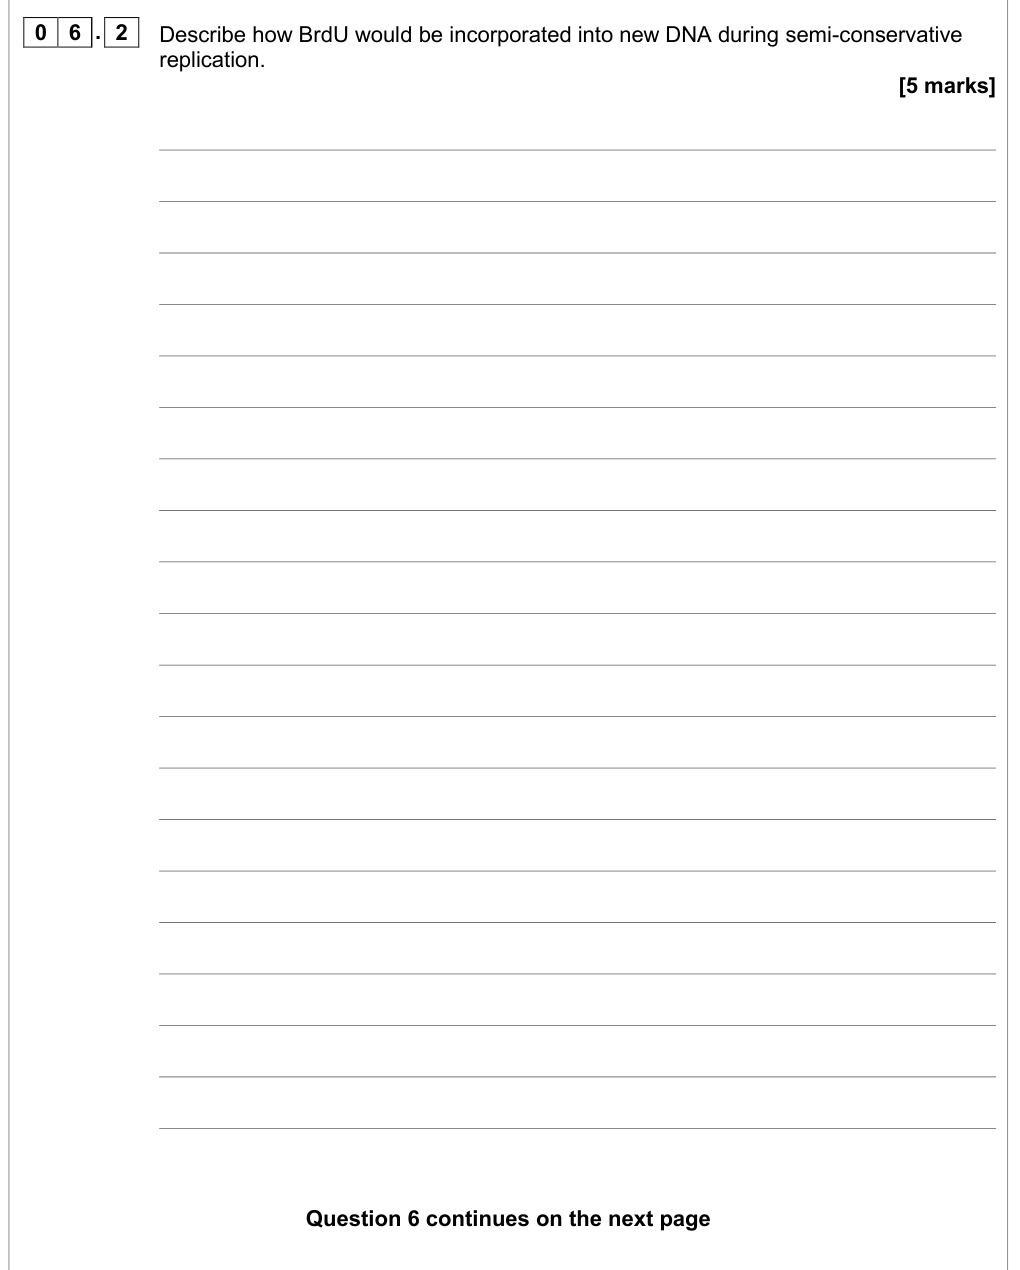 0 6 . 2 Describe how BrdU would be incorporated into new DNA during semi-conservative
replication.
[5 marks]
Question 6 continues on the next page